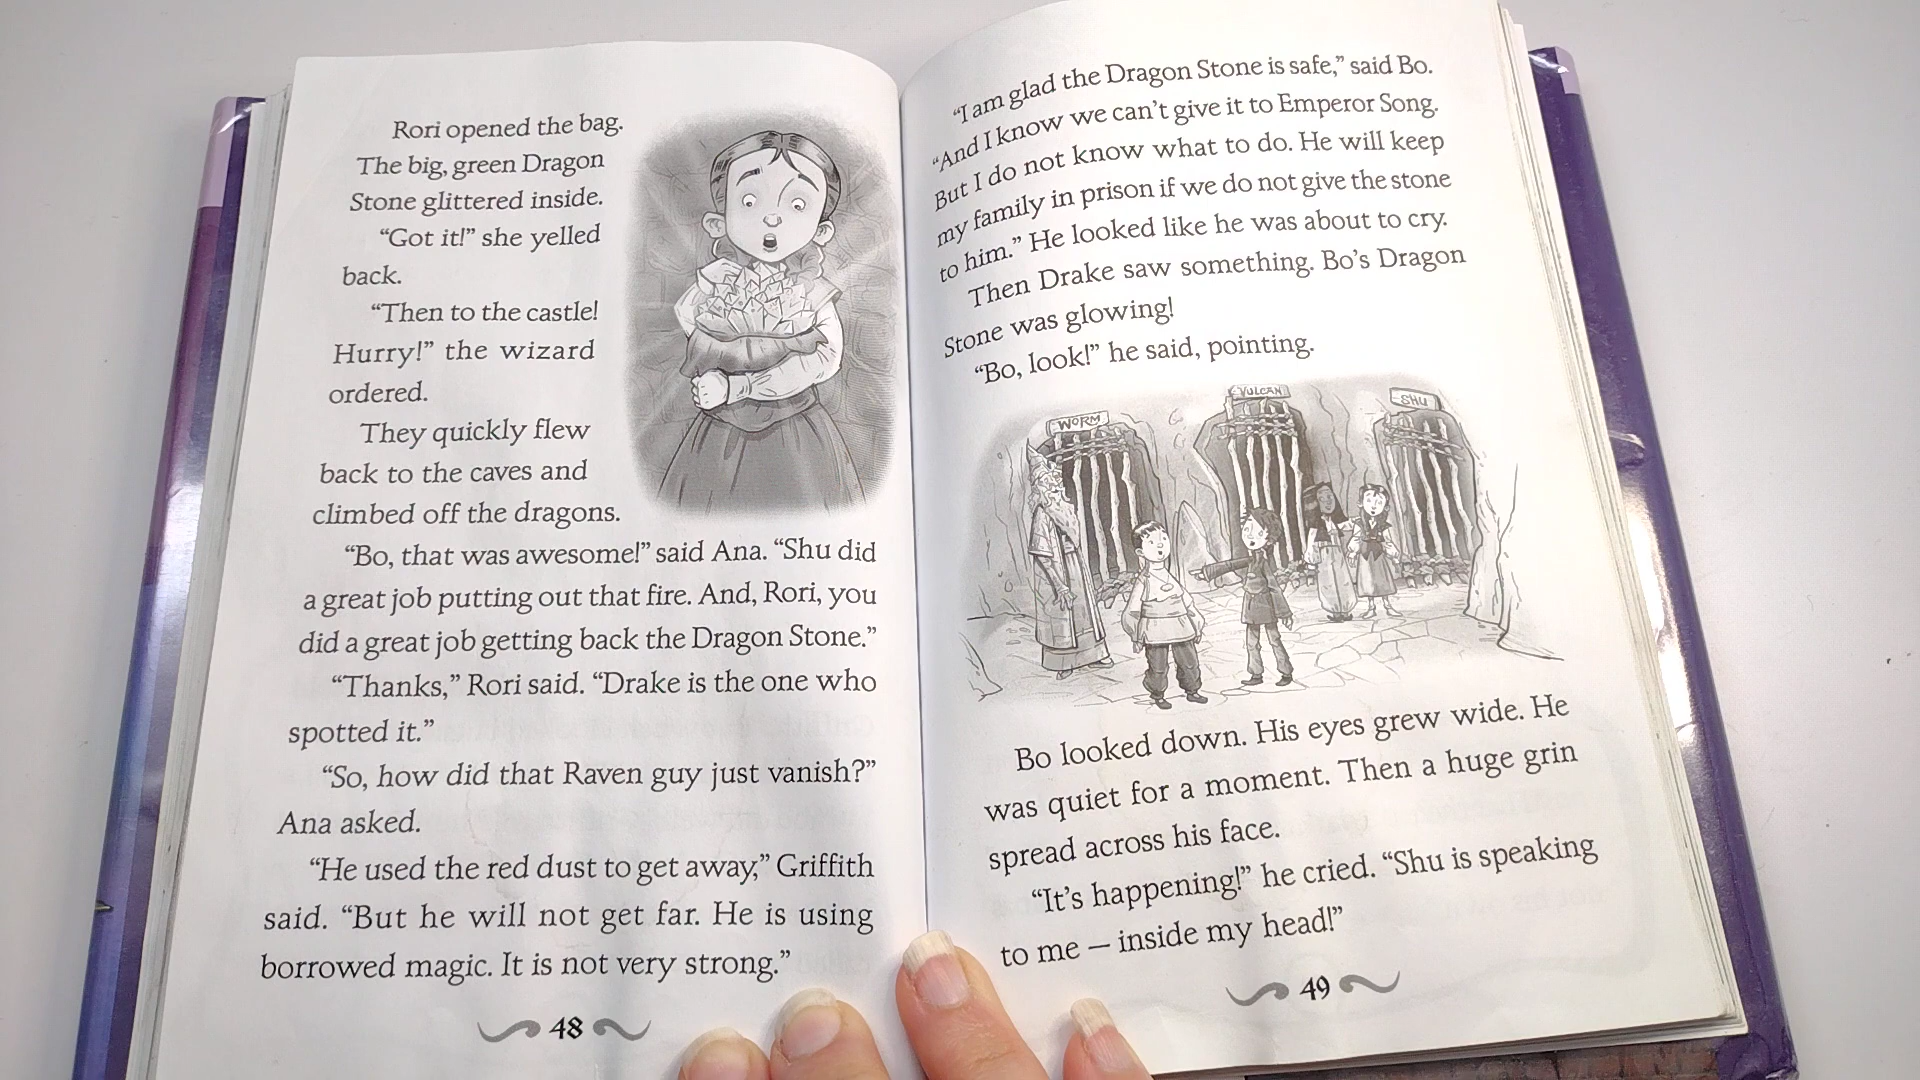 Rori opened the bag.
The big, green Dragon
Stone glittered inside.
“Got it!” she yelled
back.
“Then to the castle!
Hurry!” the wizard
ordered.
They quickly flew
back to the caves and
climbed off the dragons.
“Bo, that was awesome!” said Ana. “Shu did
a great job putting out that fire. And, Rori, you
did a great job getting back the Dragon Stone.”
“Thanks,” Rori said. “Drake is the one who
spotted it.”
“So, how did that Raven guy just vanish?”
Ana asked.
“He used the red dust to get away,” Griffith
said. “But he will not get far. He is using
borrowed magic. It is not very strong.”
48
“I am glad the Dragon Stone is safe,” said Bo.
“And I know we can’t give it to Emperor Song.
But I do not know what to do. He will keep
my family in prison if we do not give the stone
to him.” He looked like he was about to cry.
Then Drake saw something. Bo’s Dragon
Stone was glowing!
“Bo, look!” he said, pointing.
WORM
VULCAN
SHU
Bo looked down. His eyes grew wide. He
was quiet for a moment. Then a huge grin
spread across his face.
“It’s happening!” he cried. “Shu is speaking
to me — inside my head!”
49